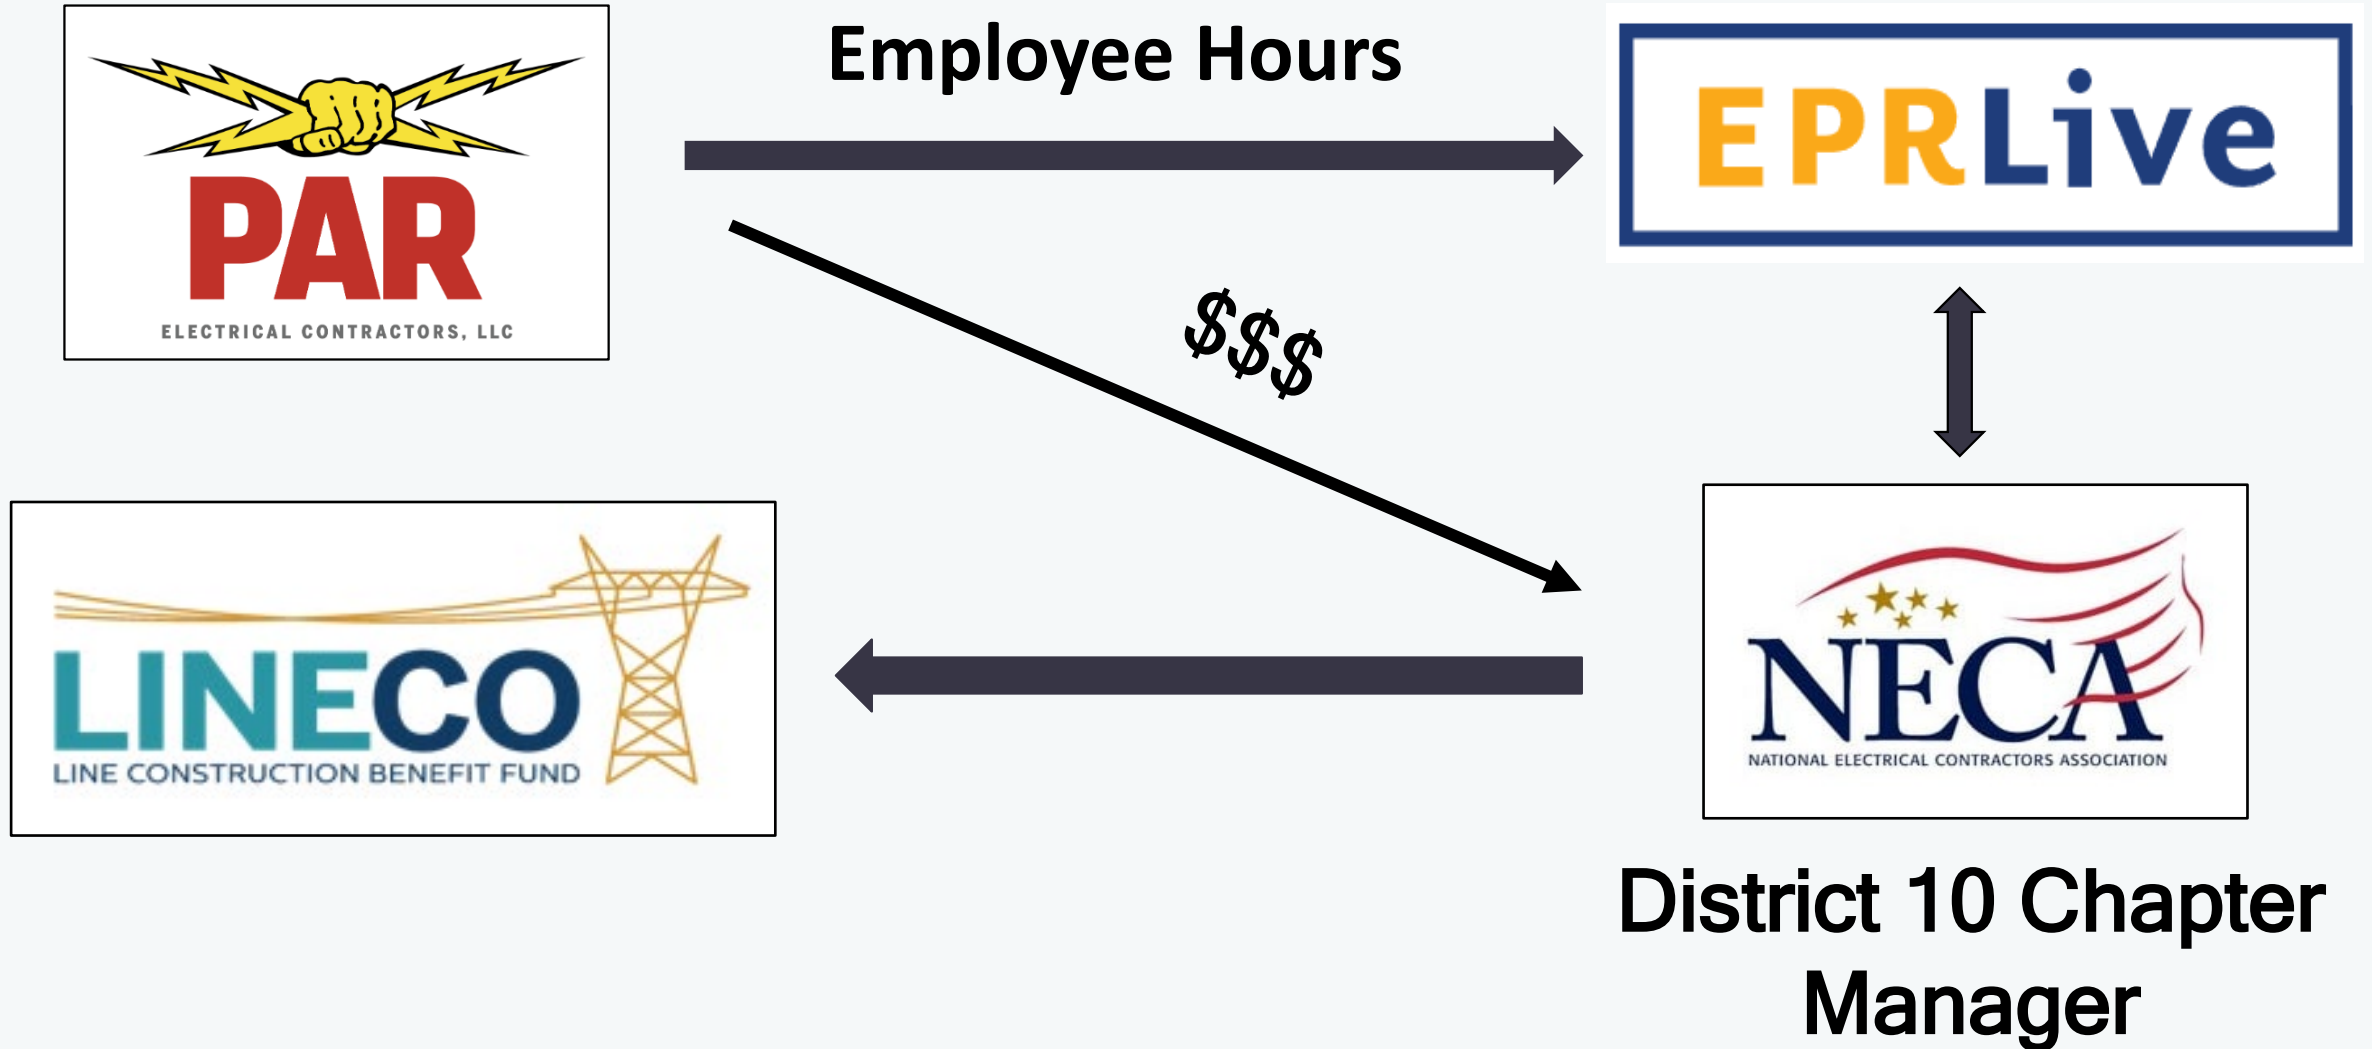 Employee Hours
PAR
ELECTRICAL CONTRACTORS, LLC
EPRLive
$$$
LINECO
LINE CONSTRUCTION BENEFIT FUND
NECA
NATIONAL ELECTRICAL CONTRACTORS ASSOCIATION
District 10 Chapter
Manager